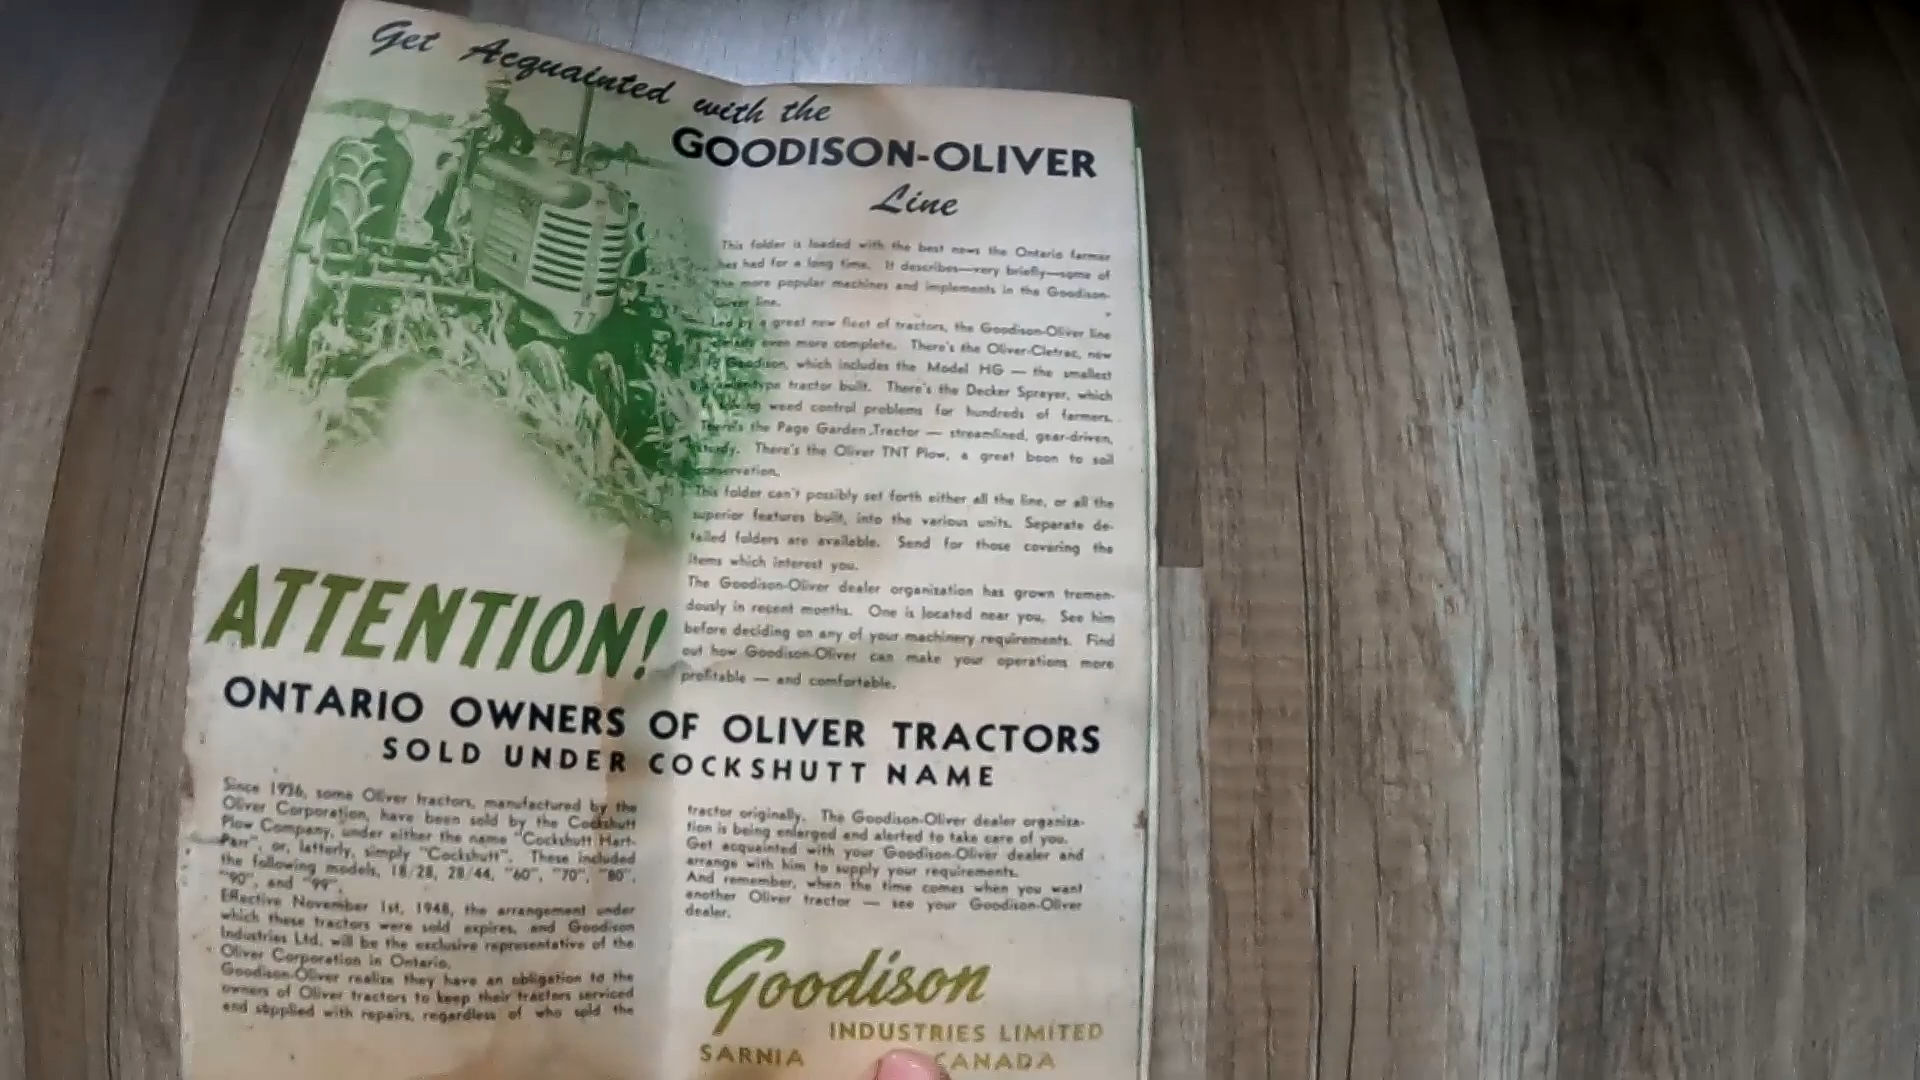 Get Acquainted with the
GOODISON-OLIVER
Line
This folder is loaded with the best news the Ontario farmer
has had for a long time. It describes—very briefly—some of
the more popular machines and implements in the Goodison-
Oliver line.
Led by a great new fleet of tractors, the Goodison-Oliver line
even more complete. There's the Oliver-Cletrac, now
Goodison, which includes the Model HG — the smallest
type tractor built. There's the Decker Sprayer, which
weed control problems for hundreds of farmers.
There's the Page Garden Tractor — streamlined, gear-driven,
sturdy. There's the Oliver TNT Plow, a great boon to soil
conservation.
This folder can't possibly set forth either all the line, or all the
superior features built, into the various units. Separate de-
tailed folders are available. Send for those covering the
items which interest you.
The Goodison-Oliver dealer organization has grown tremen-
dously in recent months. One is located near you. See him
before deciding on any of your machinery requirements. Find
out how Goodison-Oliver can make your operations more
profitable — and comfortable.
77
ATTENTION!
ONTARIO OWNERS OF OLIVER TRACTORS
SOLD UNDER COCKSHUTT NAME
Since 1936, some Oliver tractors, manufactured by the
Oliver Corporation, have been sold by the Cockshutt
Plow Company, under either the name "Cockshutt Hart-
Parr", or, latterly, simply "Cockshutt". These included
the following models, 18/28, 28/44, "60", "70", "80",
"90", and "99".
Effective November 1st, 1948, the arrangement under
which these tractors were sold expires, and Goodison
Industries Ltd. will be the exclusive representative of the
Oliver Corporation in Ontario.
Goodison-Oliver realize they have an obligation to the
owners of Oliver tractors to keep their tractors serviced
and supplied with repairs, regardless of who sold the
tractor originally. The Goodison-Oliver dealer organiza-
tion is being enlarged and alerted to take care of you.
Get acquainted with your Goodison-Oliver dealer and
arrange with him to supply your requirements.
And remember, when the time comes when you want
another Oliver tractor — see your Goodison-Oliver
dealer.
Goodison
INDUSTRIES LIMITED
SARNIA CANADA